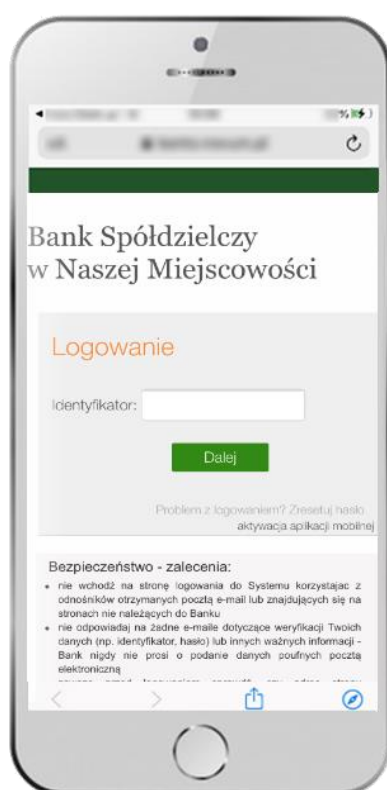 Bank Spółdzielczy
w Naszej Miejscowości
Logowanie
Identyfikator:
Dalej
Problem z logowaniem? Zresetuj hasło
aktywacja aplikacji mobilnej
Bezpieczeństwo - zalecenia:
nie wchodź na stronę logowania do Systemu korzystając z
odnośników otrzymanych pocztą e-mail lub znajdujących się na
stronach nie należących do Banku
nie odpowiadaj na żadne e-maile dotyczące weryfikacji Twoich
danych (np. identyfikator, hasło) lub innych ważnych informacji -
Bank nigdy nie prosi o podanie danych poufnych pocztą
elektroniczną